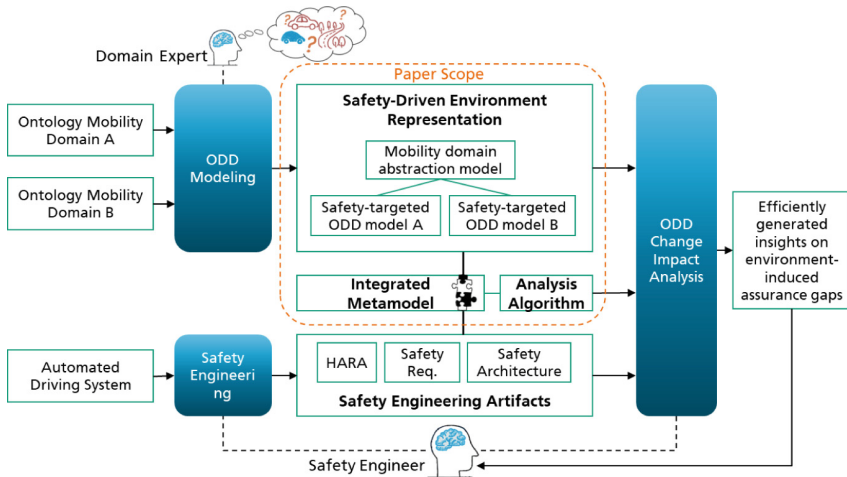 Domain Expert
?
?
?
Paper Scope
Ontology Mobility
Domain A
Ontology Mobility
Domain B
ODD
Modeling
Safety-Driven Environment
Representation
Mobility domain
abstraction model
Safety-targeted
ODD model A
Safety-targeted
ODD model B
Integrated
Metamodel
Analysis
Algorithm
ODD
Change
Impact
Analysis
Efficiently
generated
insights on
environment-
induced
assurance gaps
Automated
Driving System
Safety
Engineeri
ng
HARA
Safety
Req.
Safety
Architecture
Safety Engineering Artifacts
Safety Engineer